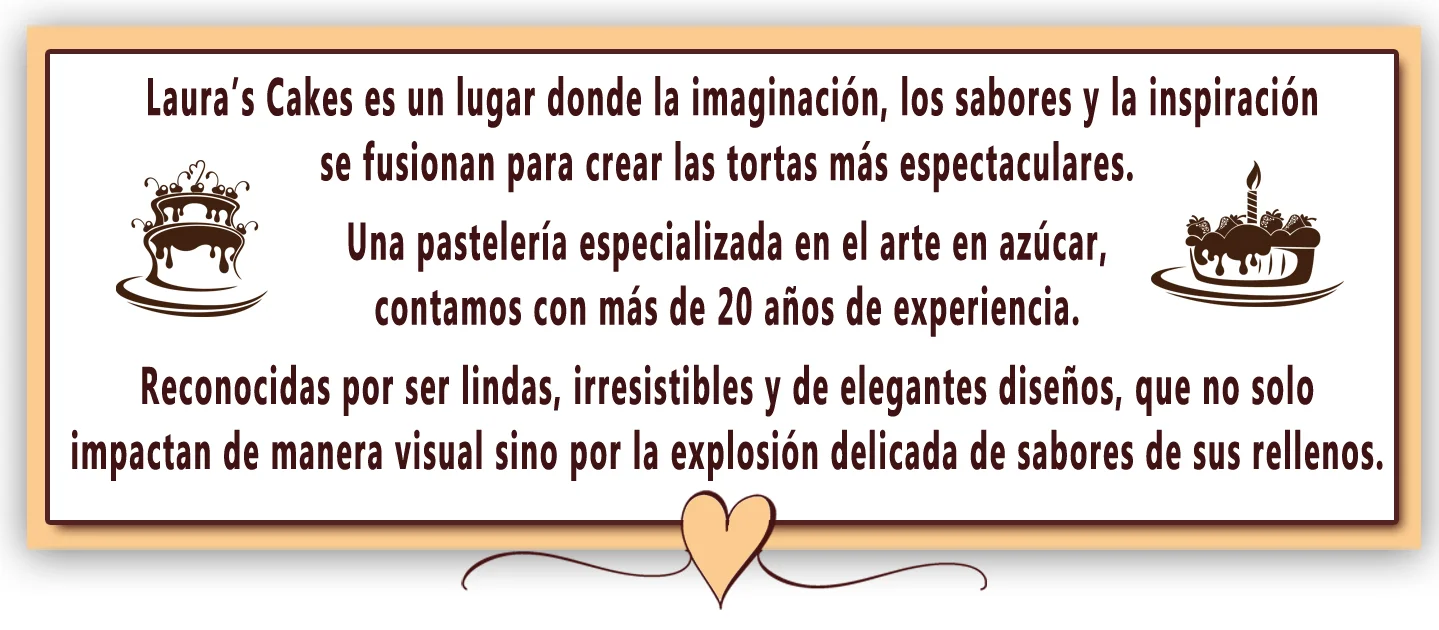 Laura’s Cakes es un lugar donde la imaginación, los sabores y la inspiración
se fusionan para crear las tortas más espectaculares.
Una pastelería especializada en el arte en azúcar,
contamos con más de 20 años de experiencia.
Reconocidas por ser lindas, irresistibles y de elegantes diseños, que no solo
impactan de manera visual sino por la explosión delicada de sabores de sus rellenos.